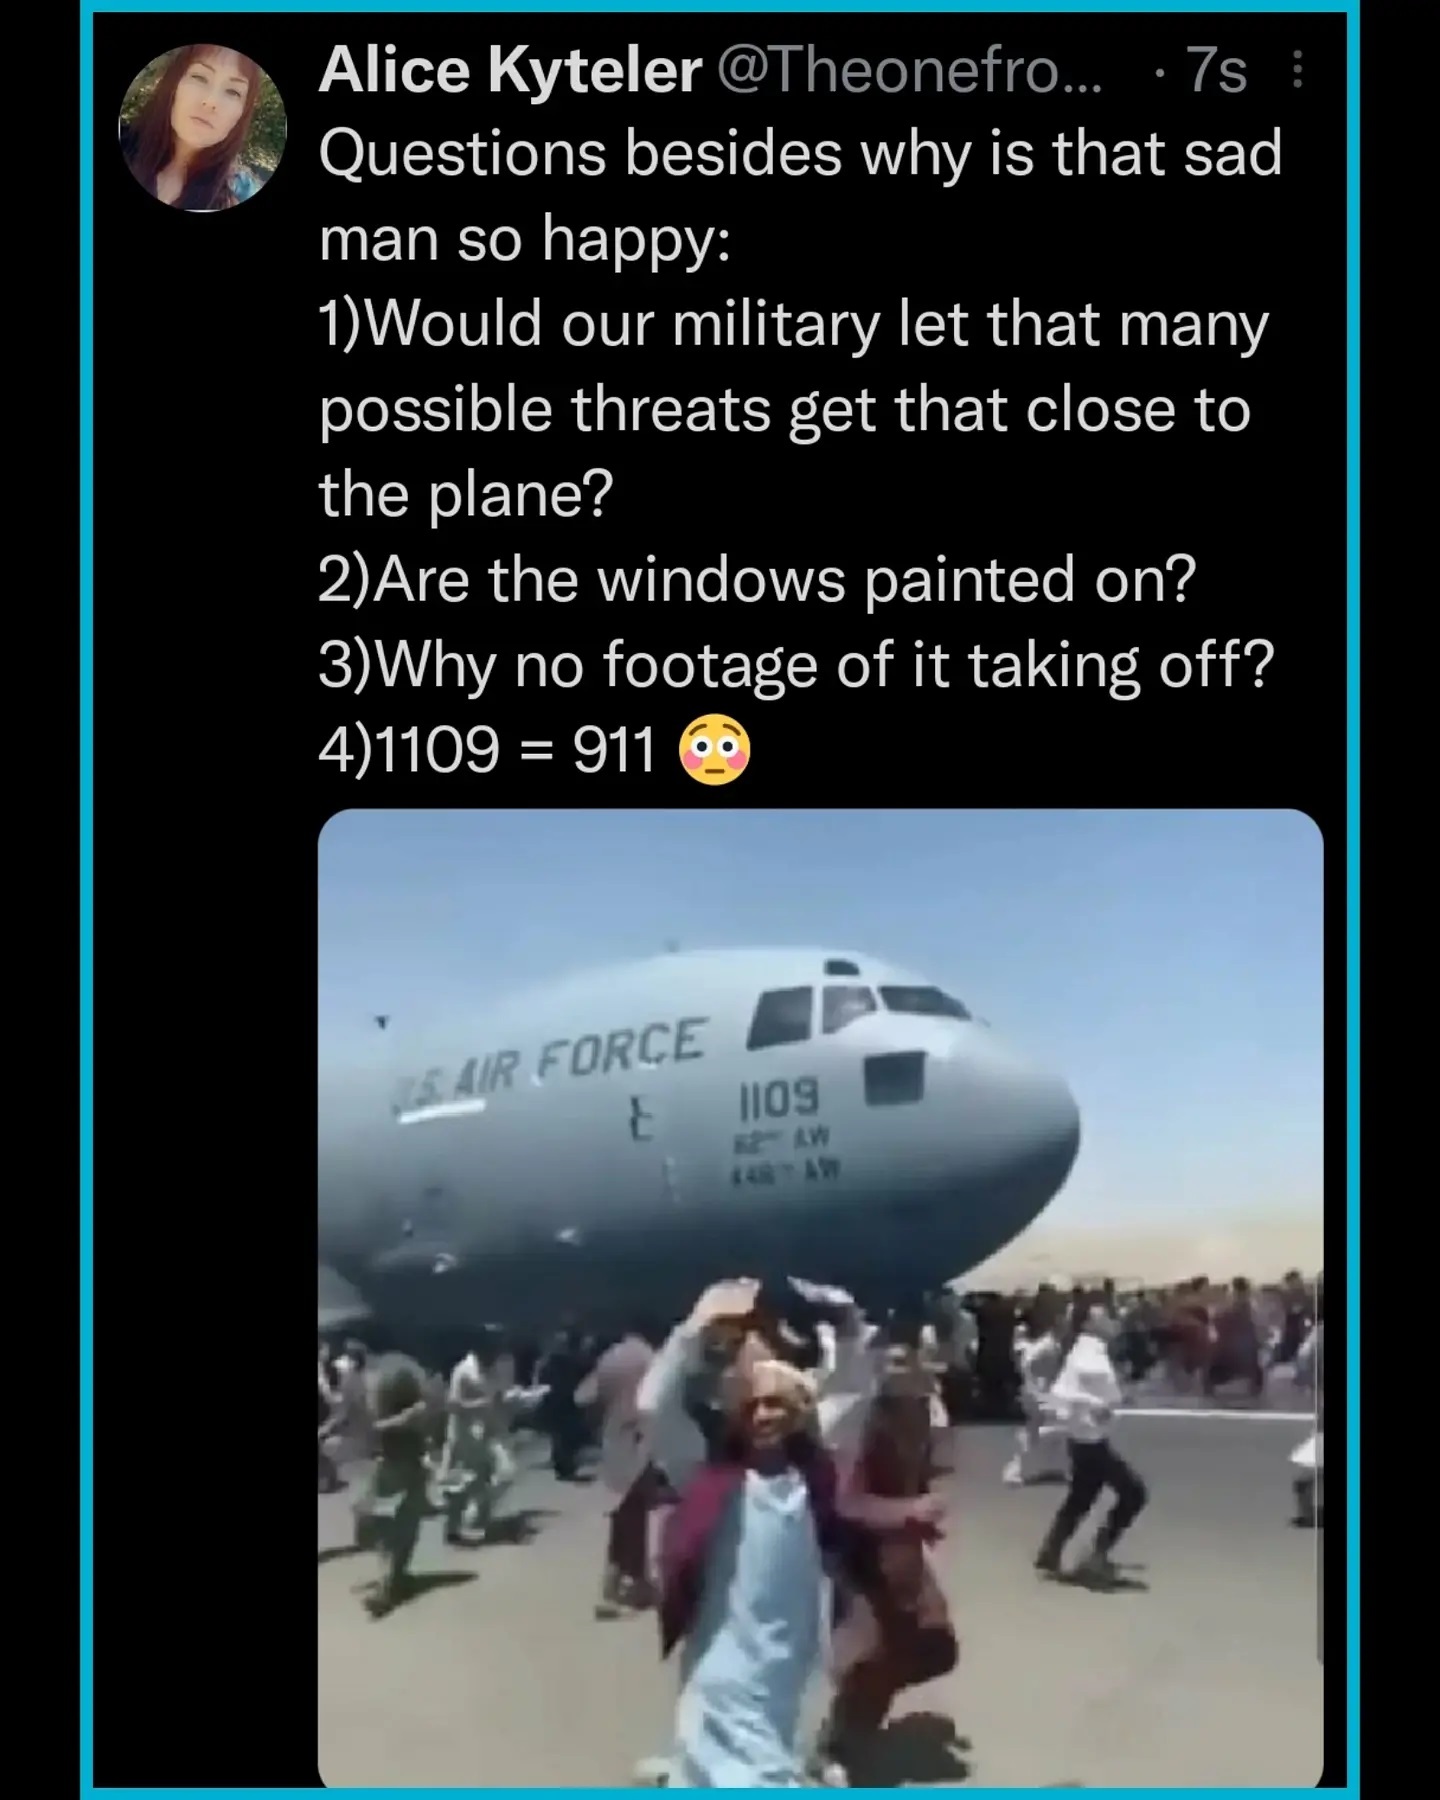 Alice Kyteler @Theonefro... · 7s
Questions besides why is that sad
man so happy:
1)Would our military let that many
possible threats get that close to
the plane?
2)Are the windows painted on?
3)Why no footage of it taking off?
4)1109 = 911 😳
U.S. AIR FORCE
1109
62ND AW
446TH AW